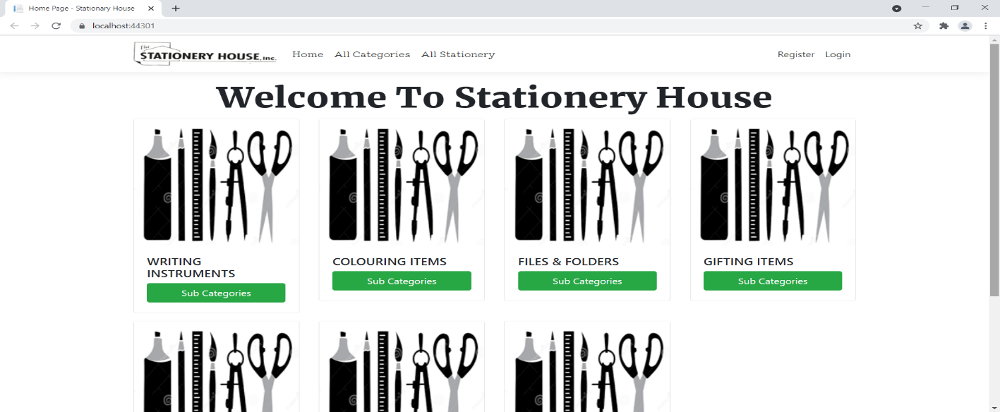 Home Page - Stationary House
localhost:44301
The
STATIONERY HOUSE, Inc.
Home All Categories All Stationery Register Login
Welcome To Stationery House
WRITING
INSTRUMENTS
Sub Categories
COLOURING ITEMS
Sub Categories
FILES & FOLDERS
Sub Categories
GIFTING ITEMS
Sub Categories